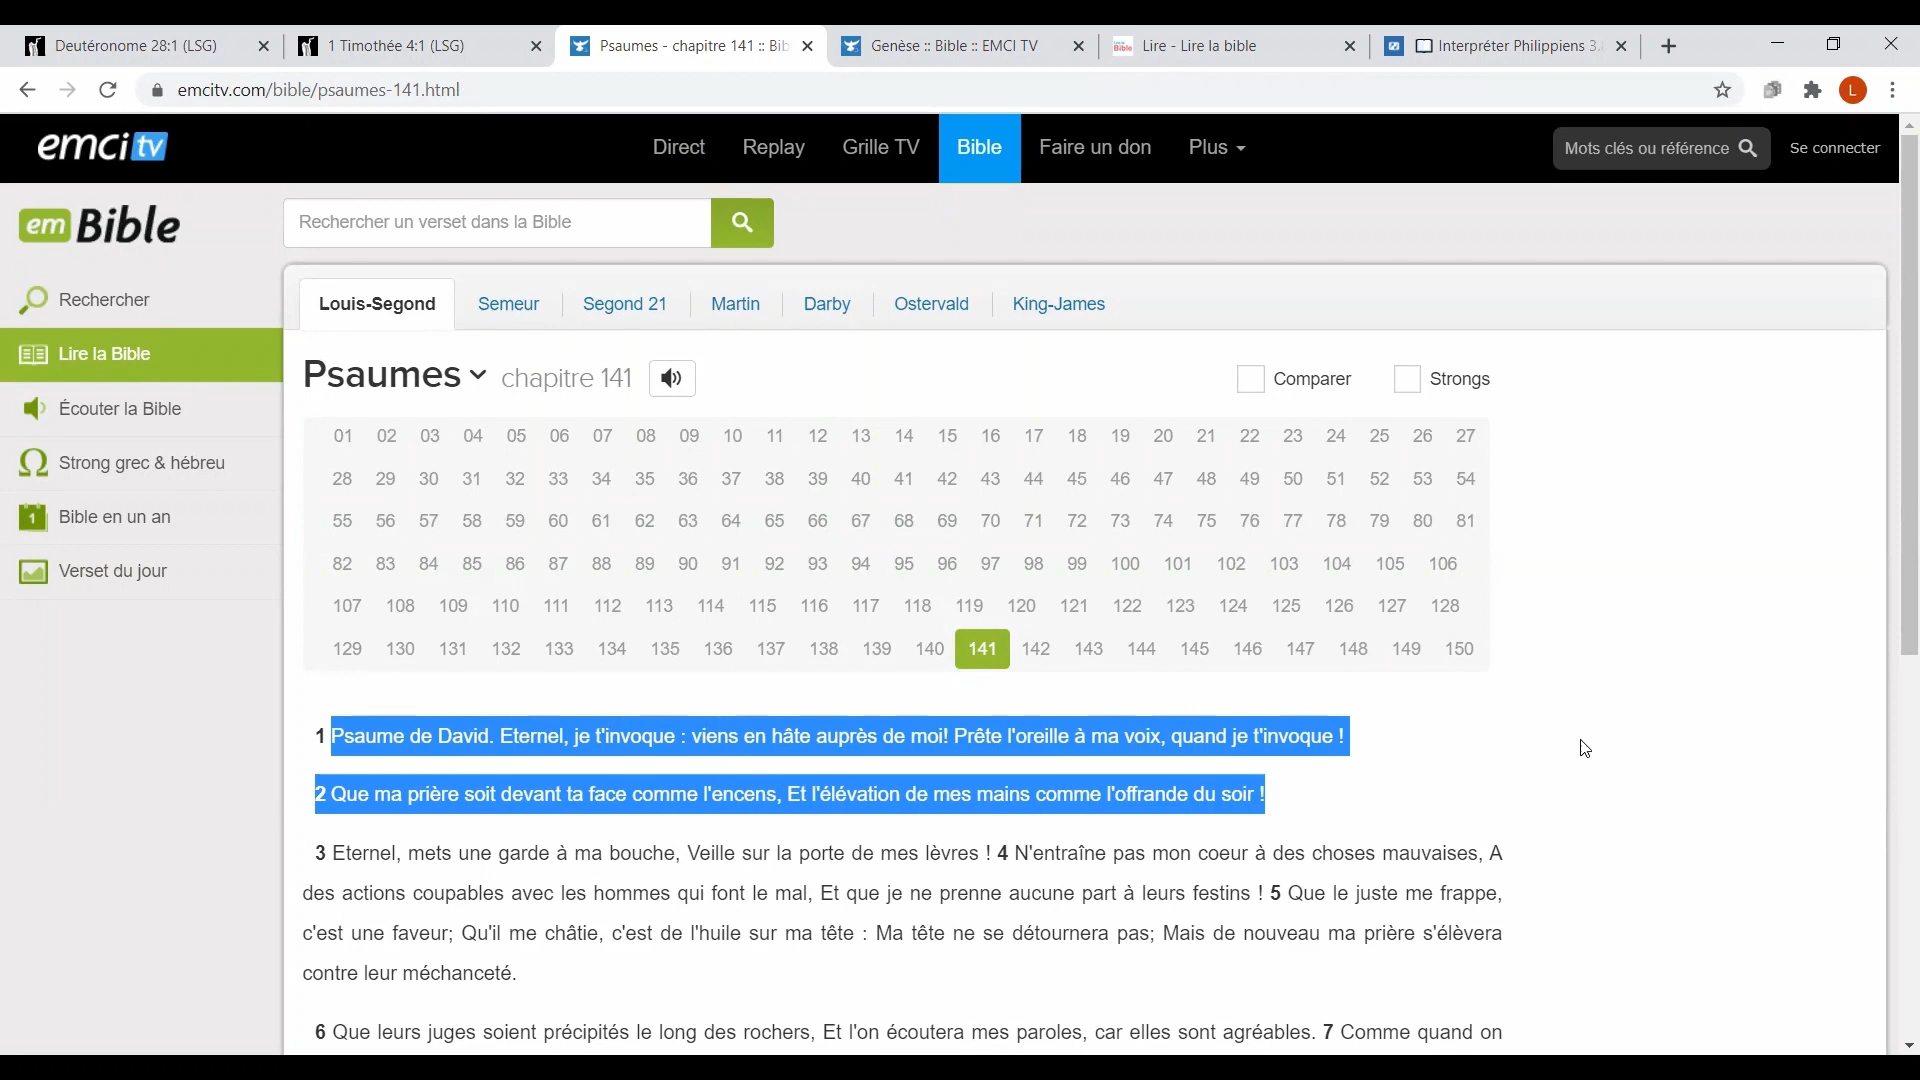 Deutéronome 28:1 (LSG)
1 Timothée 4:1 (LSG)
Psaumes - chapitre 141 :: Bib
Genèse :: Bible :: EMCI TV
Lire - Lire la bible
Interpréter Philippiens 3.
emcitv.com/bible/psaumes-141.html
L
emci tv
Direct
Replay
Grille TV
Bible
Faire un don
Plus
Mots clés ou référence
Se connecter
em Bible
Rechercher un verset dans la Bible
Rechercher
Lire la Bible
Écouter la Bible
Strong grec & hébreu
1 Bible en un an
Verset du jour
Louis-Segond
Semeur
Segond 21
Martin
Darby
Ostervald
King-James
Psaumes chapitre 141
Comparer
Strongs
01 02 03 04 05 06 07 08 09 10 11 12 13 14 15 16 17 18 19 20 21 22 23 24 25 26 27
28 29 30 31 32 33 34 35 36 37 38 39 40 41 42 43 44 45 46 47 48 49 50 51 52 53 54
55 56 57 58 59 60 61 62 63 64 65 66 67 68 69 70 71 72 73 74 75 76 77 78 79 80 81
82 83 84 85 86 87 88 89 90 91 92 93 94 95 96 97 98 99 100 101 102 103 104 105 106
107 108 109 110 111 112 113 114 115 116 117 118 119 120 121 122 123 124 125 126 127 128
129 130 131 132 133 134 135 136 137 138 139 140 141 142 143 144 145 146 147 148 149 150
1 Psaume de David. Eternel, je t'invoque : viens en hâte auprès de moi! Prête l'oreille à ma voix, quand je t'invoque !
2 Que ma prière soit devant ta face comme l'encens, Et l'élévation de mes mains comme l'offrande du soir !
3 Eternel, mets une garde à ma bouche, Veille sur la porte de mes lèvres ! 4 N'entraîne pas mon coeur à des choses mauvaises, A
des actions coupables avec les hommes qui font le mal, Et que je ne prenne aucune part à leurs festins ! 5 Que le juste me frappe,
c'est une faveur; Qu'il me châtie, c'est de l'huile sur ma tête : Ma tête ne se détournera pas; Mais de nouveau ma prière s'élèvera
contre leur méchanceté.
6 Que leurs juges soient précipités le long des rochers, Et l'on écoutera mes paroles, car elles sont agréables. 7 Comme quand on